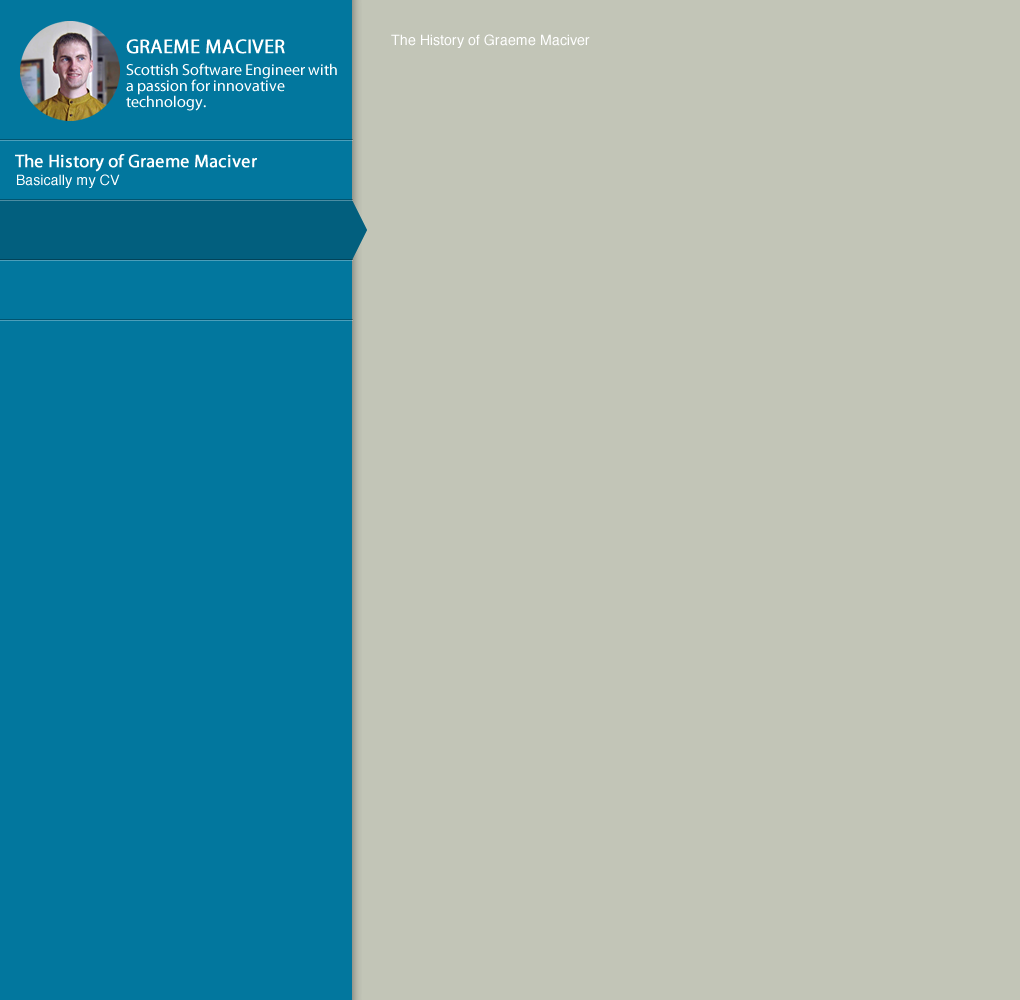 GRAEME MACIVER
Scottish Software Engineer with
a passion for innovative
technology.
The History of Graeme Maciver
Basically my CV
The History of Graeme Maciver